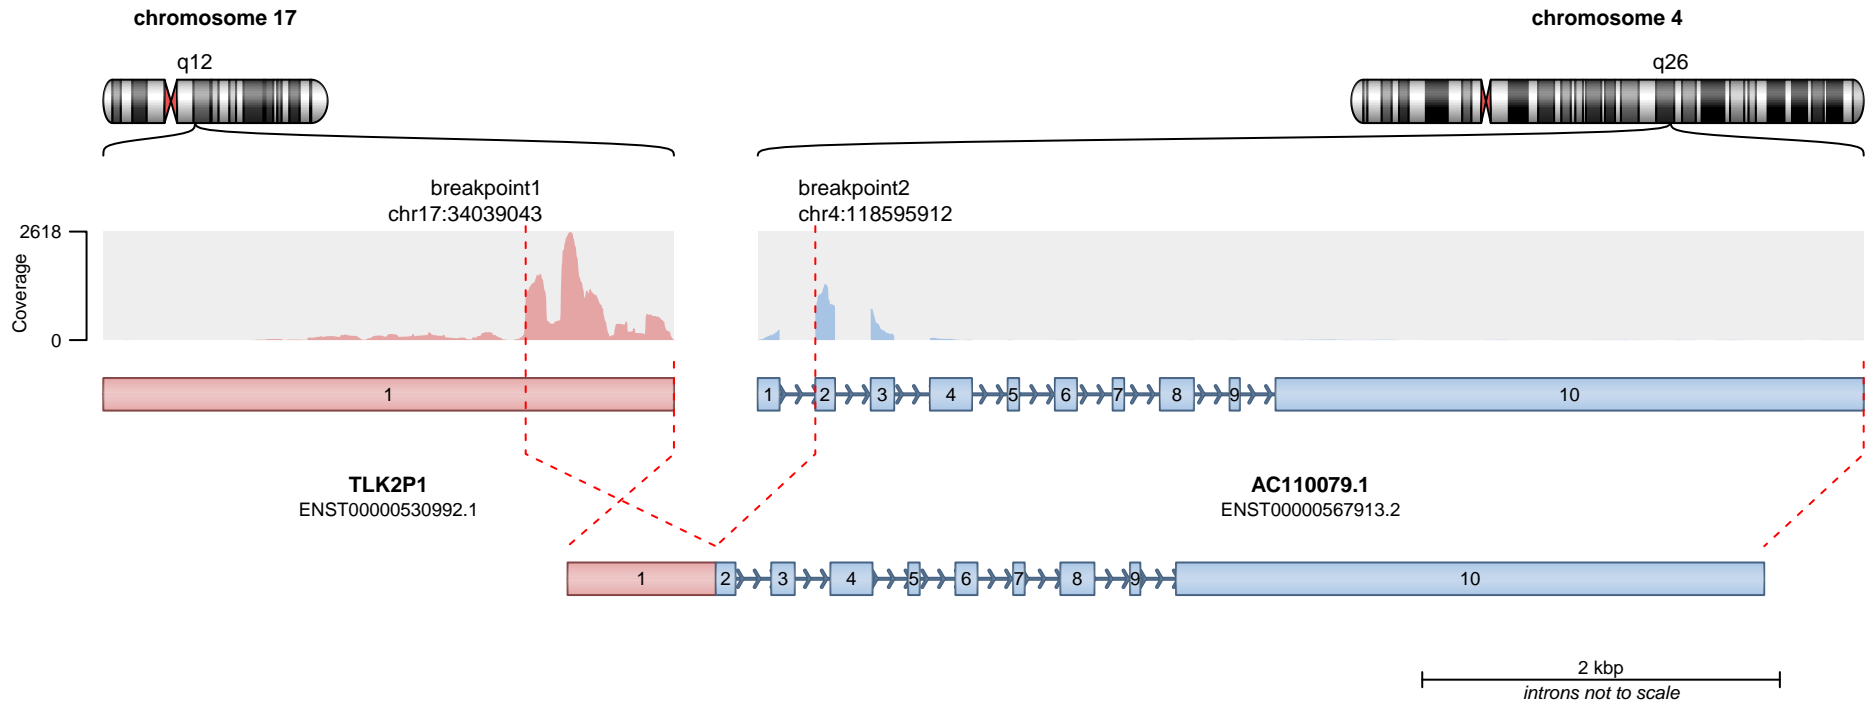 chromosome 17
chromosome 4
q12
q26
breakpoint1
chr17:34039043
breakpoint2
chr4:118595912
2618
0
Coverage
1
1 2 3 4 5 6 7 8 9 10
TLK2P1
ENST00000530992.1
AC110079.1
ENST00000567913.2
1 2 3 4 5 6 7 8 9 10
2 kbp
introns not to scale